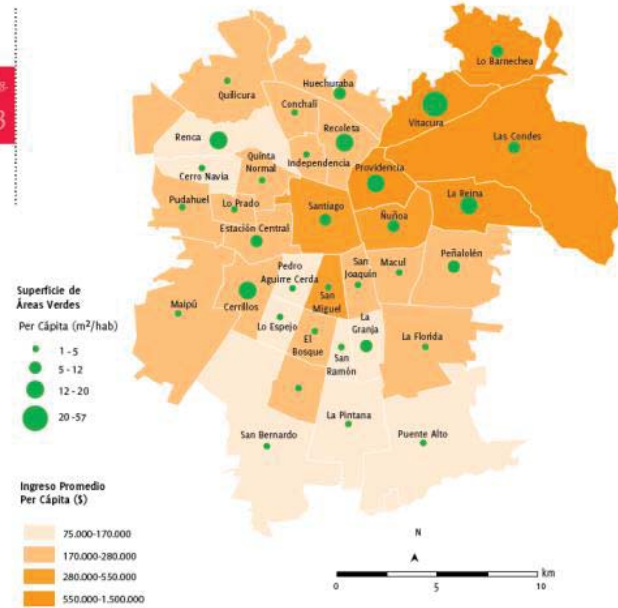 g.
3
Lo Barnechea
Quilicura
Huechuraba
Conchalí
Vitacura
Renca
Recoleta
Las Condes
Cerro Navia
Quinta
Normal
Independencia
Providencia
Pudahuel
Lo Prado
Santiago
Ñuñoa
La Reina
Estación Central
Pedro
Aguirre Cerda
San
Joaquín
Macul
Peñalolén
Maipú
Cerrillos
San
Miguel
La
Granja
Lo Espejo
El
Bosque
San
Ramón
La Florida
La Pintana
San Bernardo
Puente Alto
Superficie de
Áreas Verdes
Per Cápita (m²/hab)
1 - 5
5 - 12
12 - 20
20 -57
Ingreso Promedio
Per Cápita ($)
75.000-170.000
170.000-280.000
280.000-550.000
550.000-1.500.000
N
km
0
5
10